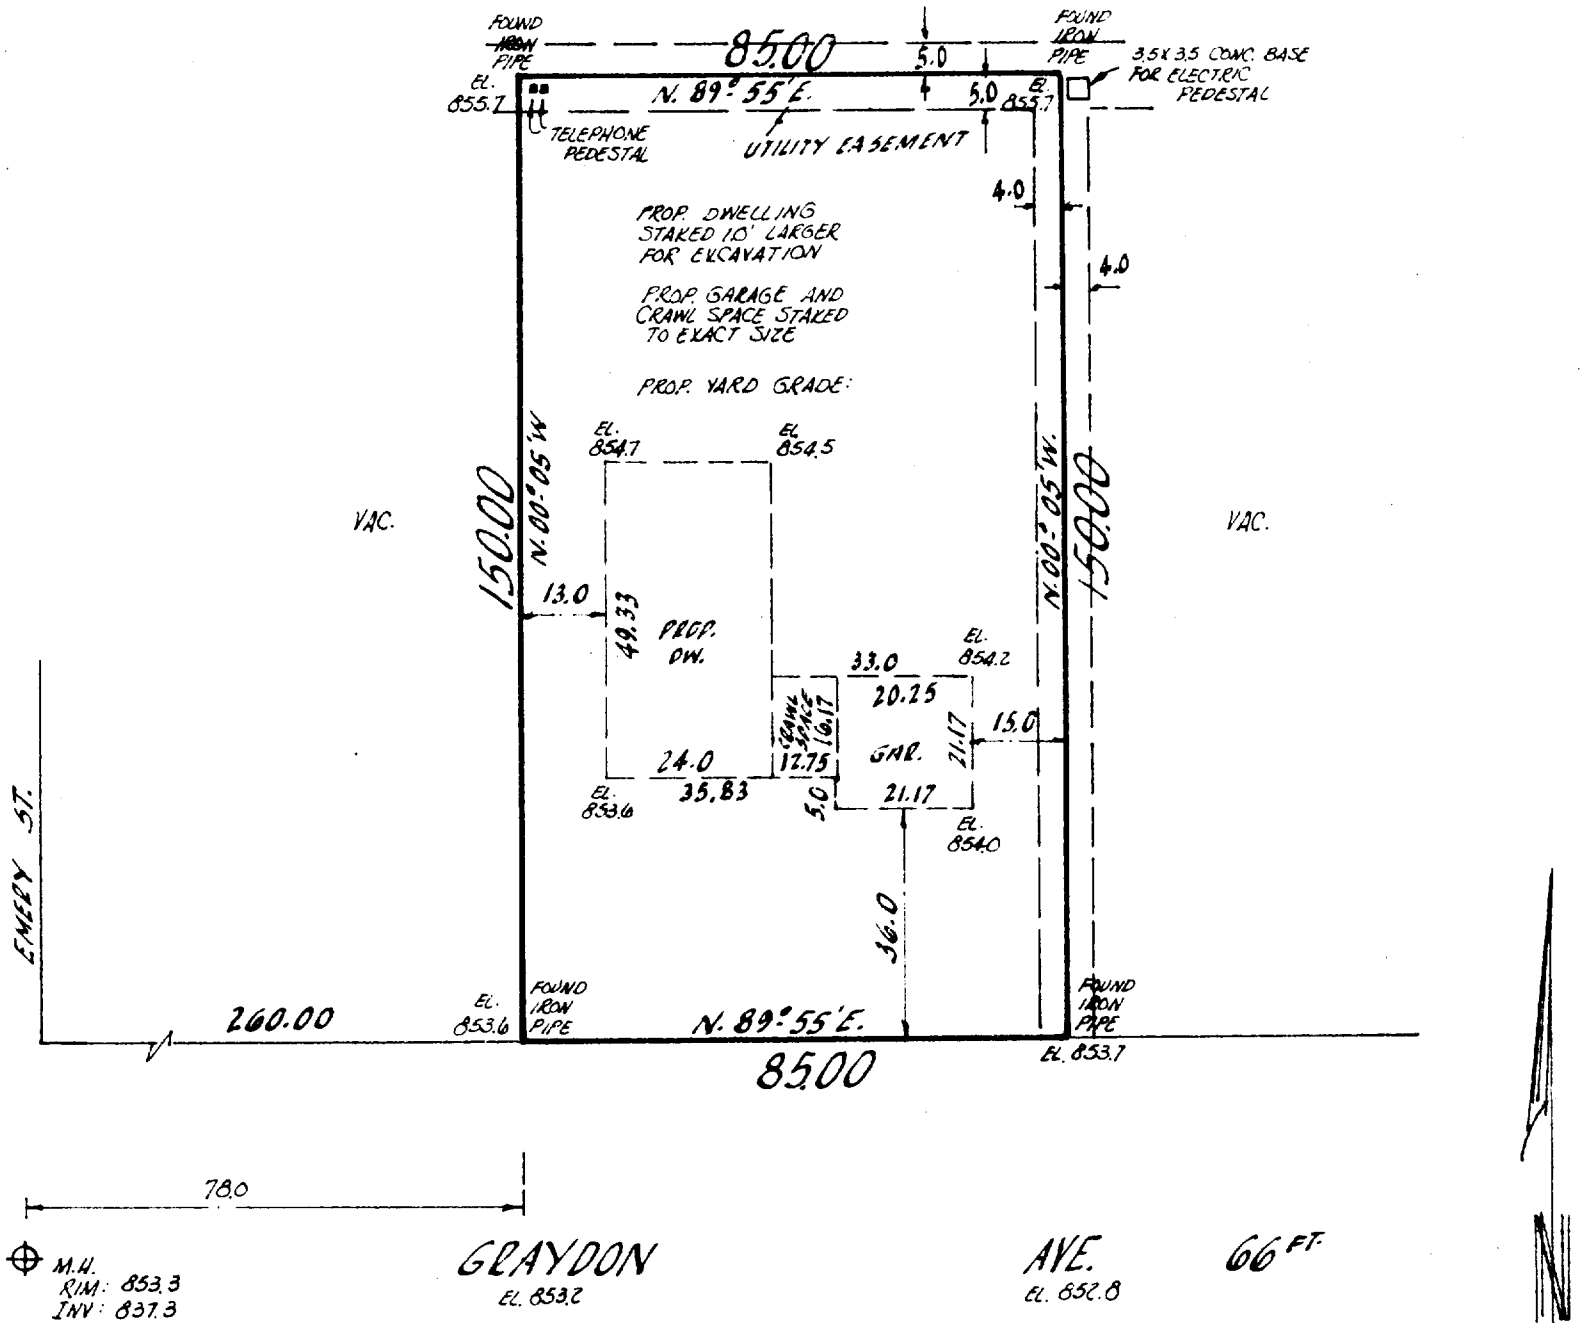 FOUND
IRON
PIPE
85.00
5.0
FOUND
IRON
PIPE
3.5 X 3.5 CONC. BASE
FOR ELECTRIC
PEDESTAL
EL.
855.7
N. 89° 55' E.
5.0
EL.
855.7
TELEPHONE
PEDESTAL
UTILITY EASEMENT
4.0
PROP. DWELLING
STAKED 1.0' LARGER
FOR EXCAVATION
4.0
PROP. GARAGE AND
CRAWL SPACE STAKED
TO EXACT SIZE
PROP. YARD GRADE:
EL.
854.7
EL.
854.5
150.00
N. 00° 05' W
VAC.
N. 00° 05' W.
150.00
VAC.
13.0
49.33
PROP.
DW.
EL.
854.2
33.0
20.25
CRAWL
SPACE
16.17
21.17
15.0
GAR.
24.0
12.75
35.83
EL.
853.6
5.0
21.17
EL.
854.0
EMERY ST.
36.0
260.00
EL.
853.6
FOUND
IRON
PIPE
N. 89° 55' E.
FOUND
IRON
PIPE
85.00
EL. 853.7
78.0
M.H.
RIM: 853.3
INV: 837.3
GRAYDON
EL. 853.2
AVE.
EL. 852.8
66 FT.
N